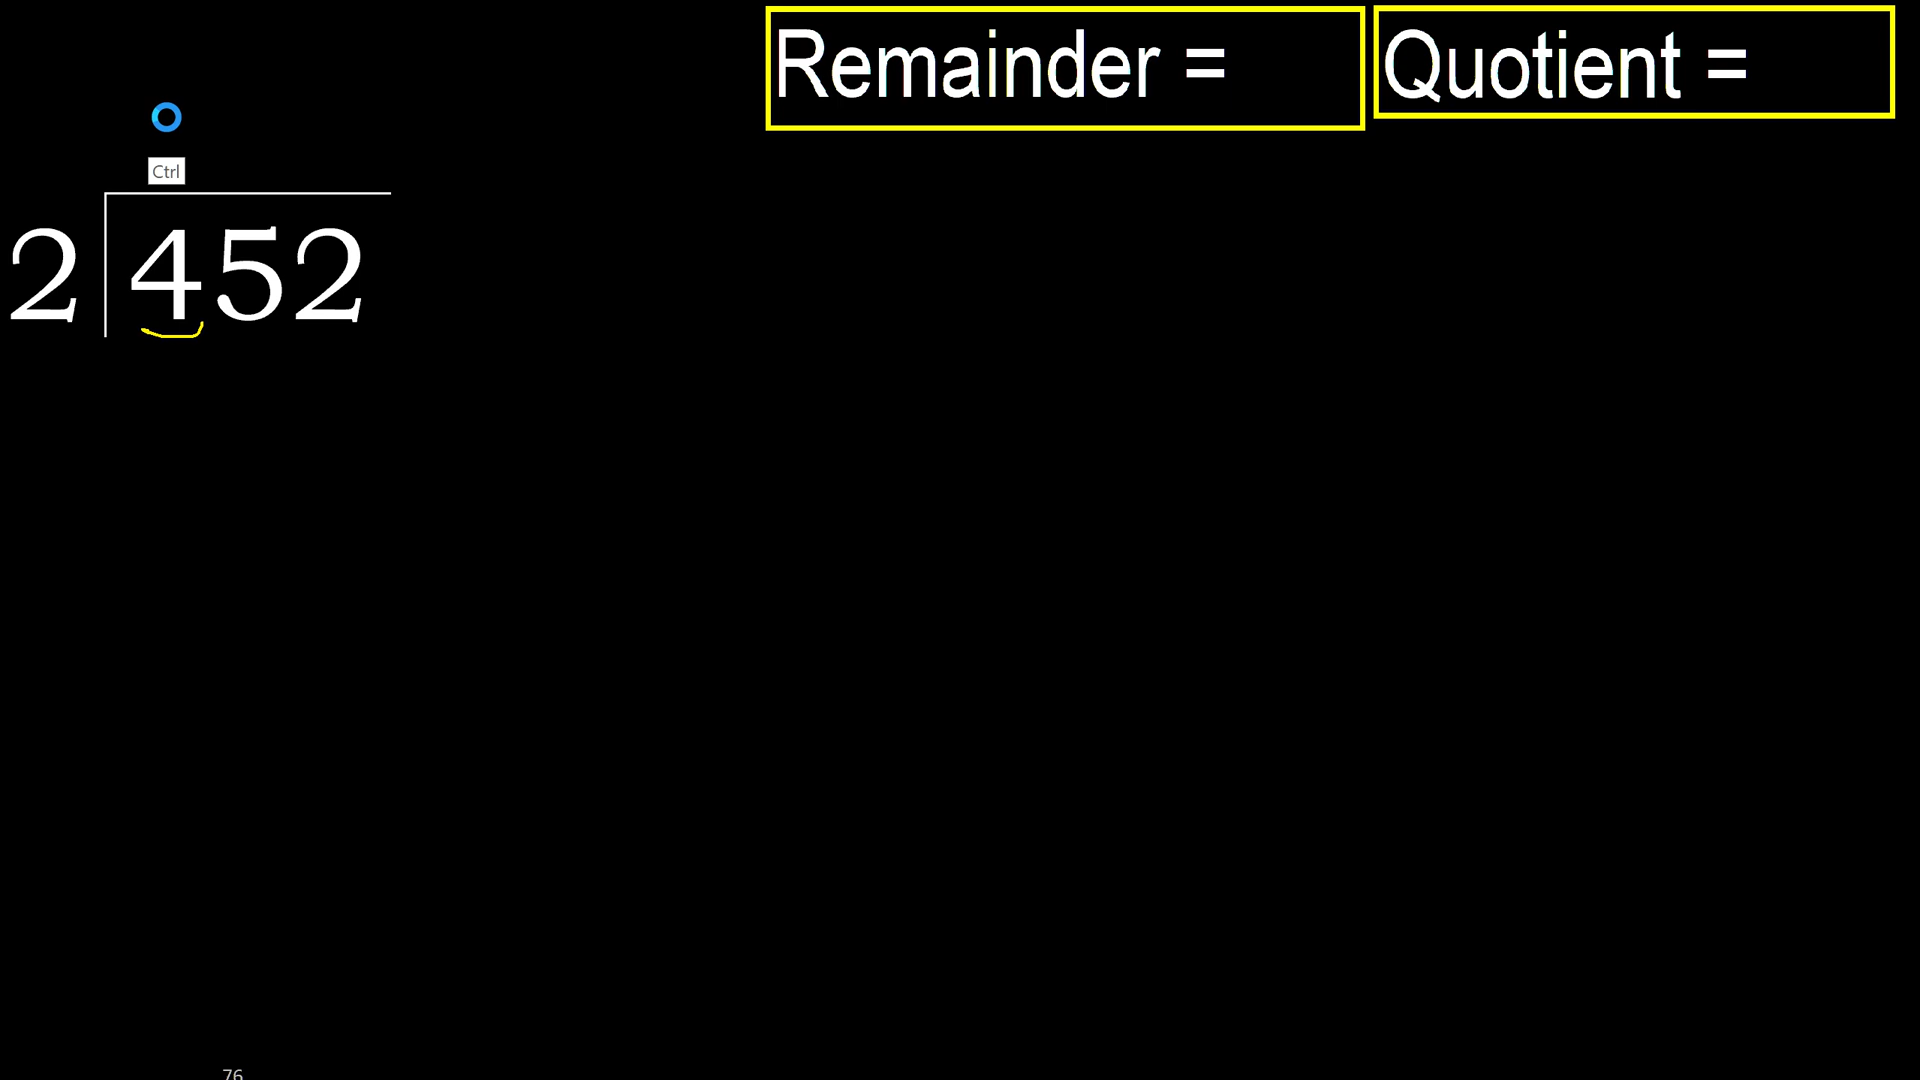 Remainder =
Quotient =
Ctrl
2 452
76